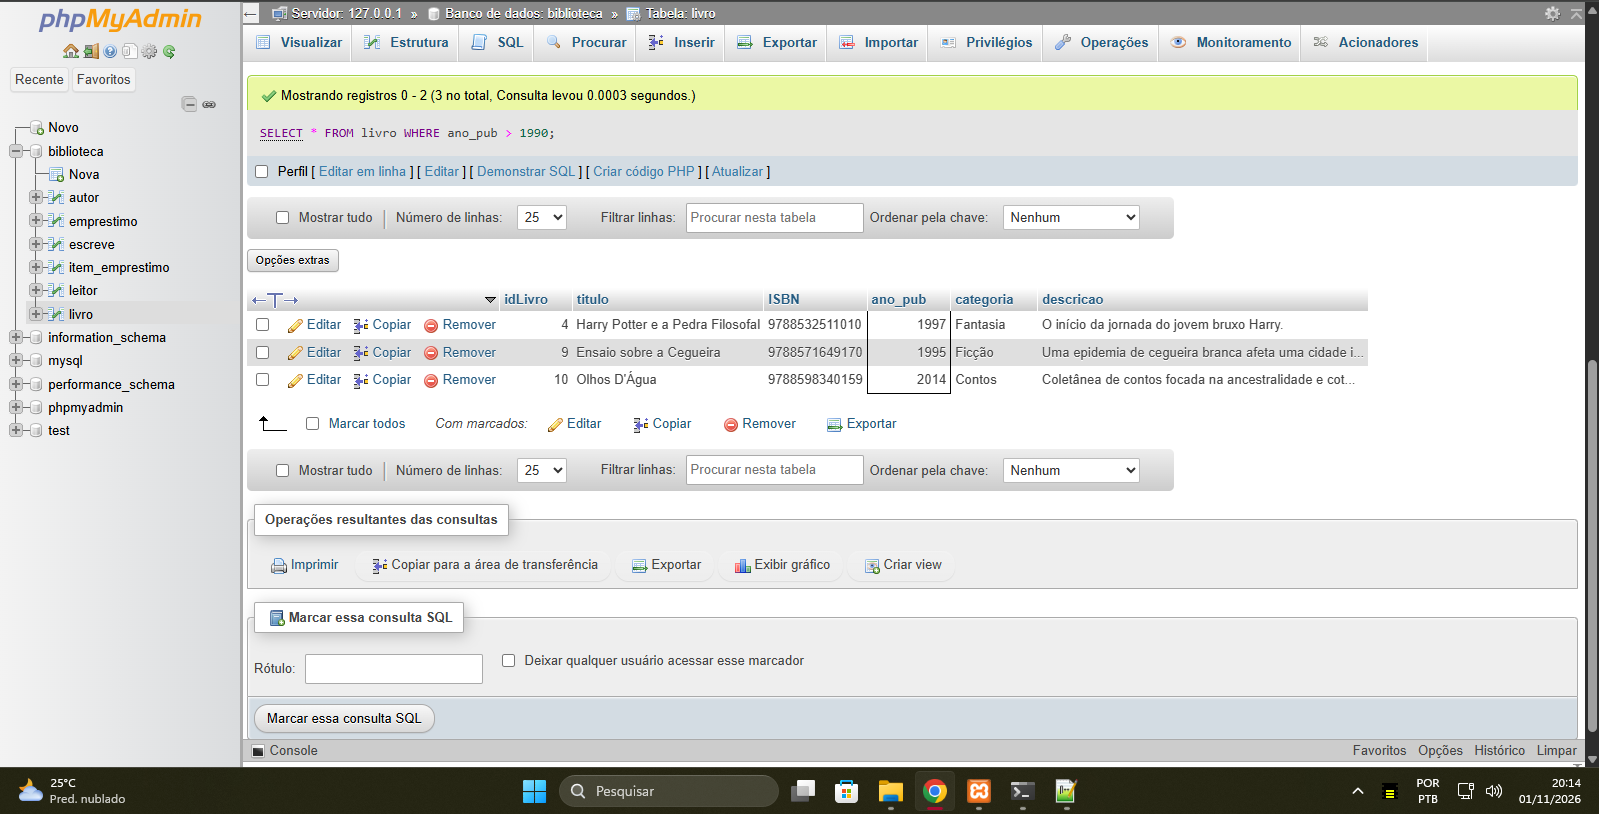 phpMyAdmin
Recente Favoritos
Novo
biblioteca
Nova
autor
emprestimo
escreve
item_emprestimo
leitor
livro
information_schema
mysql
performance_schema
phpmyadmin
test
Servidor: 127.0.0.1 » Banco de dados: biblioteca » Tabela: livro
Visualizar Estrutura SQL Procurar Inserir Exportar Importar Privilégios Operações Monitoramento Acionadores
Mostrando registros 0 - 2 (3 no total, Consulta levou 0.0003 segundos.)
SELECT * FROM livro WHERE ano_pub > 1990;
Perfil [ Editar em linha ] [ Editar ] [ Demonstrar SQL ] [ Criar código PHP ] [ Atualizar ]
Mostrar tudo Número de linhas: 25 Filtrar linhas: Procurar nesta tabela Ordenar pela chave: Nenhum
Opções extras
←T→ idLivro titulo ISBN ano_pub categoria descricao
Editar Copiar Remover 4 Harry Potter e a Pedra Filosofal 9788532511010 1997 Fantasia O início da jornada do jovem bruxo Harry.
Editar Copiar Remover 9 Ensaio sobre a Cegueira 9788571649170 1995 Ficção Uma epidemia de cegueira branca afeta uma cidade i...
Editar Copiar Remover 10 Olhos D'Água 9788598340159 2014 Contos Coletânea de contos focada na ancestralidade e cot...
Marcar todos Com marcados: Editar Copiar Remover Exportar
Mostrar tudo Número de linhas: 25 Filtrar linhas: Procurar nesta tabela Ordenar pela chave: Nenhum
Operações resultantes das consultas
Imprimir Copiar para a área de transferência Exportar Exibir gráfico Criar view
Marcar essa consulta SQL
Rótulo: Deixar qualquer usuário acessar esse marcador
Marcar essa consulta SQL
Console Favoritos Opções Histórico Limpar
25°C
Pred. nublado
Pesquisar
POR
PTB
20:14
01/11/2026